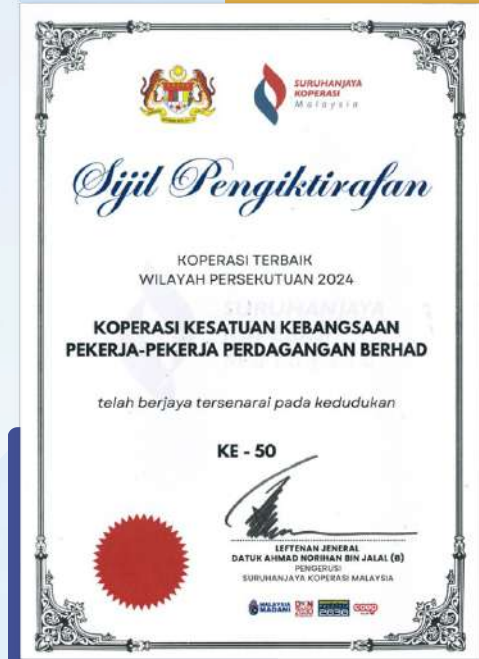 SURUHANJAYA
KOPERASI
Malaysia
Sijil Pengiktirafan
KOPERASI TERBAIK
WILAYAH PERSEKUTUAN 2024
KOPERASI KESATUAN KEBANGSAAN
PEKERJA-PEKERJA PERDAGANGAN BERHAD
telah berjaya tersenarai pada kedudukan
KE - 50
LEFTENAN JENERAL
DATUK AHMAD NORIHAN BIN JALAL (B)
PENGERUSI
SURUHANJAYA KOPERASI MALAYSIA
MALAYSIA
MADANI
coop